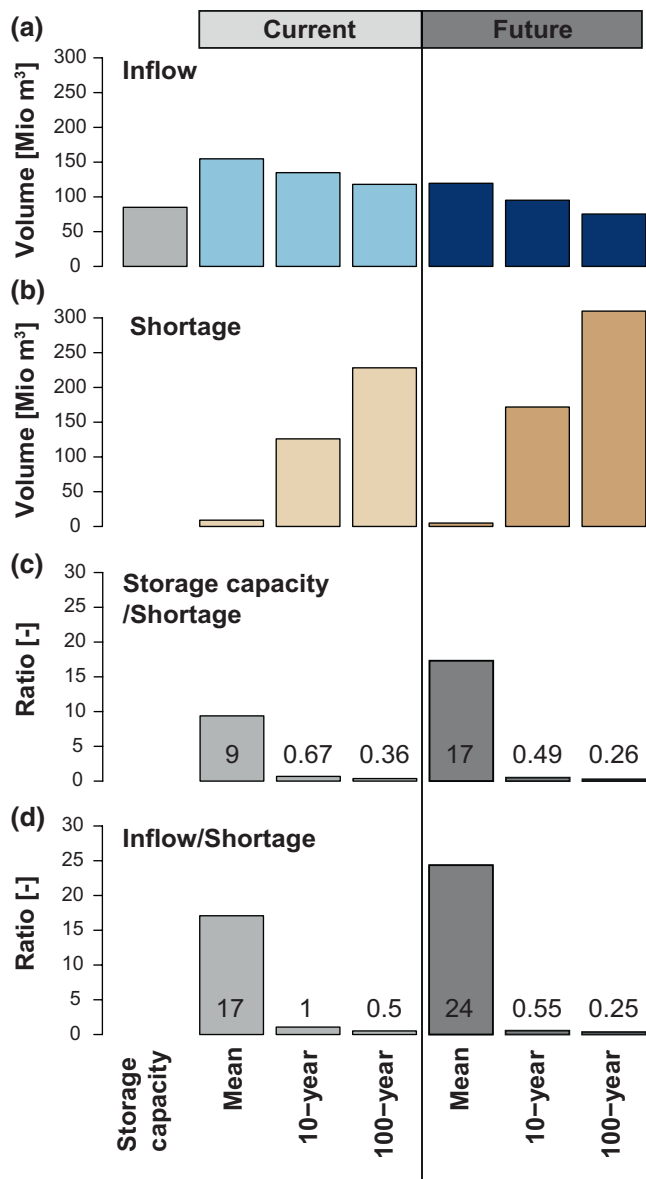 (a)
Current
Future
Inflow
Volume [Mio m³]
300
250
200
150
100
50
0
(b)
Shortage
Volume [Mio m³]
300
250
200
150
100
50
0
(c)
Storage capacity
/Shortage
Ratio [-]
30
25
20
15
10
5
0
9
0.67
0.36
17
0.49
0.26
(d)
Inflow/Shortage
Ratio [-]
30
25
20
15
10
5
0
17
1
0.5
24
0.55
0.25
Storage
capacity
Mean
10−year
100−year
Mean
10−year
100−year